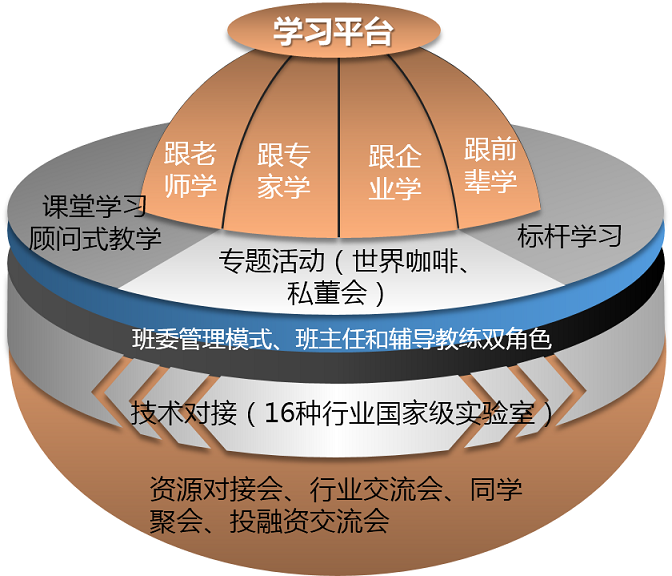 学习平台
跟老
师学
跟专
家学
跟企
业学
跟前
辈学
课堂学习
顾问式教学
专题活动（世界咖啡、
私董会）
标杆学习
班委管理模式、班主任和辅导教练双角色
技术对接（16种行业国家级实验室）
资源对接会、行业交流会、同学
聚会、投融资交流会